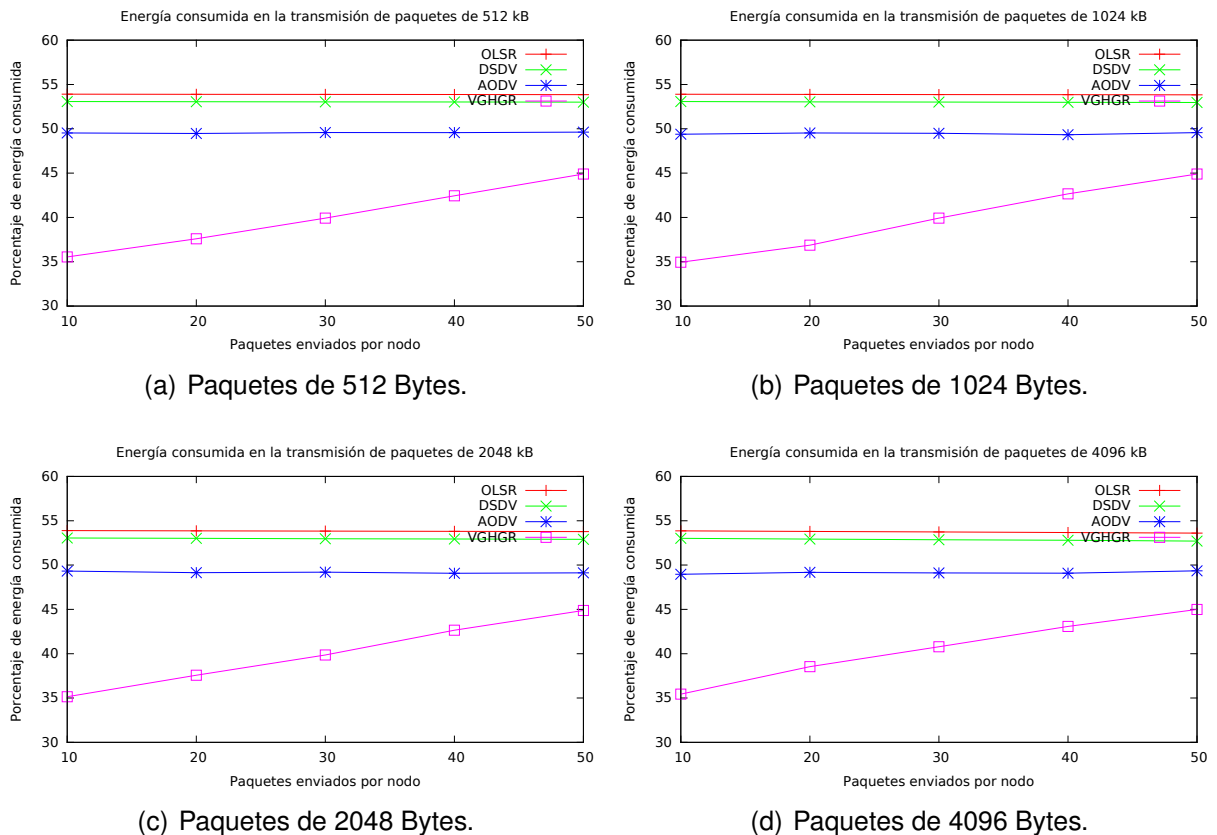 Energía consumida en la transmisión de paquetes de 512 kB
60
55
50
45
40
35
30
10 20 30 40 50
Porcentaje de energía consumida
Paquetes enviados por nodo
OLSR
DSDV
AODV
VGHGR
(a) Paquetes de 512 Bytes.
Energía consumida en la transmisión de paquetes de 1024 kB
60
55
50
45
40
35
30
10 20 30 40 50
Porcentaje de energía consumida
Paquetes enviados por nodo
OLSR
DSDV
AODV
VGHGR
(b) Paquetes de 1024 Bytes.
Energía consumida en la transmisión de paquetes de 2048 kB
60
55
50
45
40
35
30
10 20 30 40 50
Porcentaje de energía consumida
Paquetes enviados por nodo
OLSR
DSDV
AODV
VGHGR
(c) Paquetes de 2048 Bytes.
Energía consumida en la transmisión de paquetes de 4096 kB
60
55
50
45
40
35
30
10 20 30 40 50
Porcentaje de energía consumida
Paquetes enviados por nodo
OLSR
DSDV
AODV
VGHGR
(d) Paquetes de 4096 Bytes.